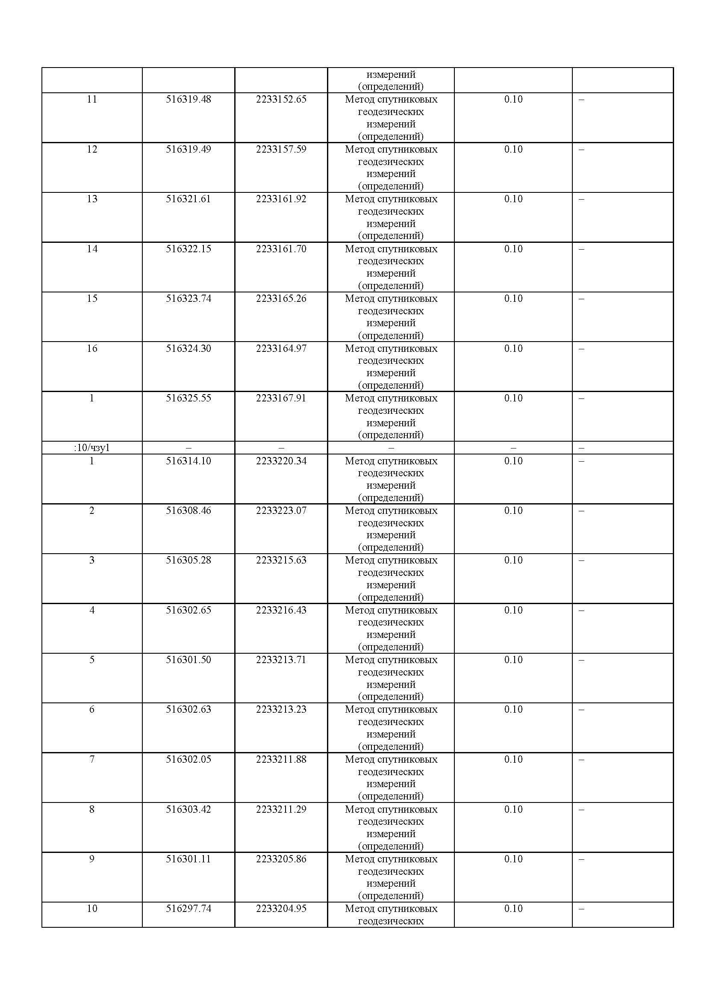 измерений
(определений)
11 516319.48 2233152.65 Метод спутниковых 0.10 –
геодезических
измерений
(определений)
12 516319.49 2233157.59 Метод спутниковых 0.10 –
геодезических
измерений
(определений)
13 516321.61 2233161.92 Метод спутниковых 0.10 –
геодезических
измерений
(определений)
14 516322.15 2233161.70 Метод спутниковых 0.10 –
геодезических
измерений
(определений)
15 516323.74 2233165.26 Метод спутниковых 0.10 –
геодезических
измерений
(определений)
16 516324.30 2233164.97 Метод спутниковых 0.10 –
геодезических
измерений
(определений)
1 516325.55 2233167.91 Метод спутниковых 0.10 –
геодезических
измерений
(определений)
:10/чзу1 – – – – –
1 516314.10 2233220.34 Метод спутниковых 0.10 –
геодезических
измерений
(определений)
2 516308.46 2233223.07 Метод спутниковых 0.10 –
геодезических
измерений
(определений)
3 516305.28 2233215.63 Метод спутниковых 0.10 –
геодезических
измерений
(определений)
4 516302.65 2233216.43 Метод спутниковых 0.10 –
геодезических
измерений
(определений)
5 516301.50 2233213.71 Метод спутниковых 0.10 –
геодезических
измерений
(определений)
6 516302.63 2233213.23 Метод спутниковых 0.10 –
геодезических
измерений
(определений)
7 516302.05 2233211.88 Метод спутниковых 0.10 –
геодезических
измерений
(определений)
8 516303.42 2233211.29 Метод спутниковых 0.10 –
геодезических
измерений
(определений)
9 516301.11 2233205.86 Метод спутниковых 0.10 –
геодезических
измерений
(определений)
10 516297.74 2233204.95 Метод спутниковых 0.10 –
геодезических